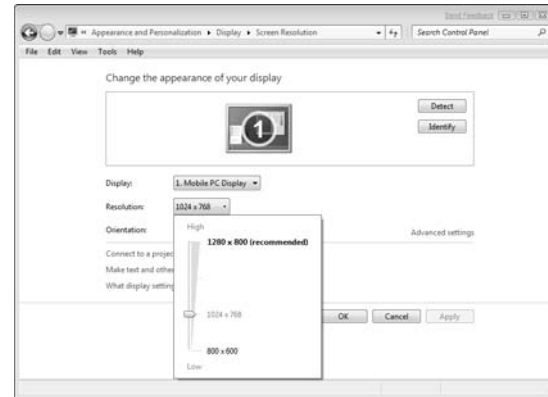 Send Feedback
« Appearance and Personalization ▸ Display ▸ Screen Resolution
Search Control Panel
File Edit View Tools Help
Change the appearance of your display
1
Detect
Identify
Display: 1. Mobile PC Display
Resolution: 1024 x 768
Orientation:
High
1280 x 800 (recommended)
Advanced settings
Connect to a projec
Make text and other
What display setting
1024 x 768
OK Cancel Apply
800 x 600
Low